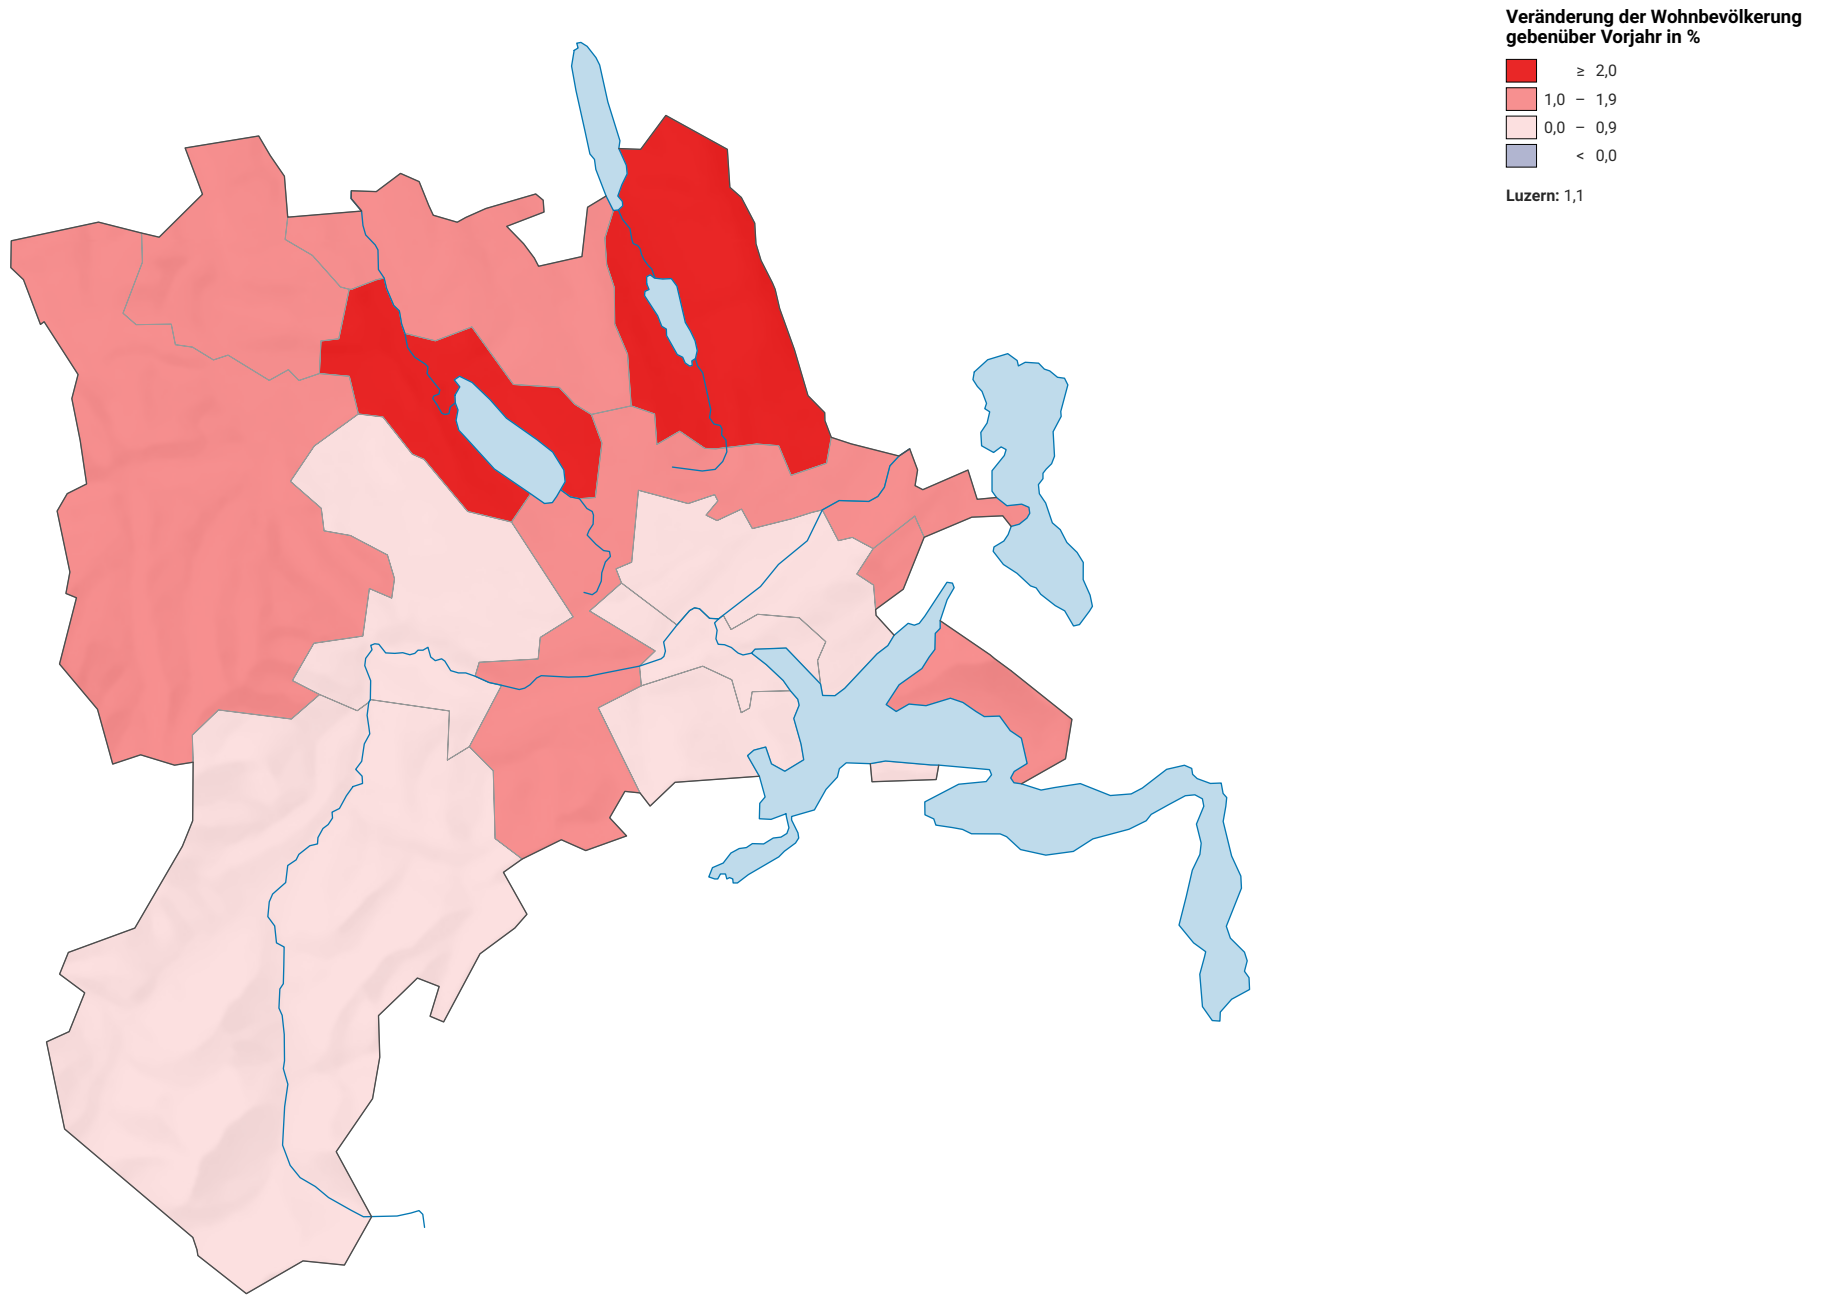 Veränderung der Wohnbevölkerung
gebenüber Vorjahr in %
≥ 2,0
1,0 – 1,9
0,0 – 0,9
< 0,0
Luzern: 1,1